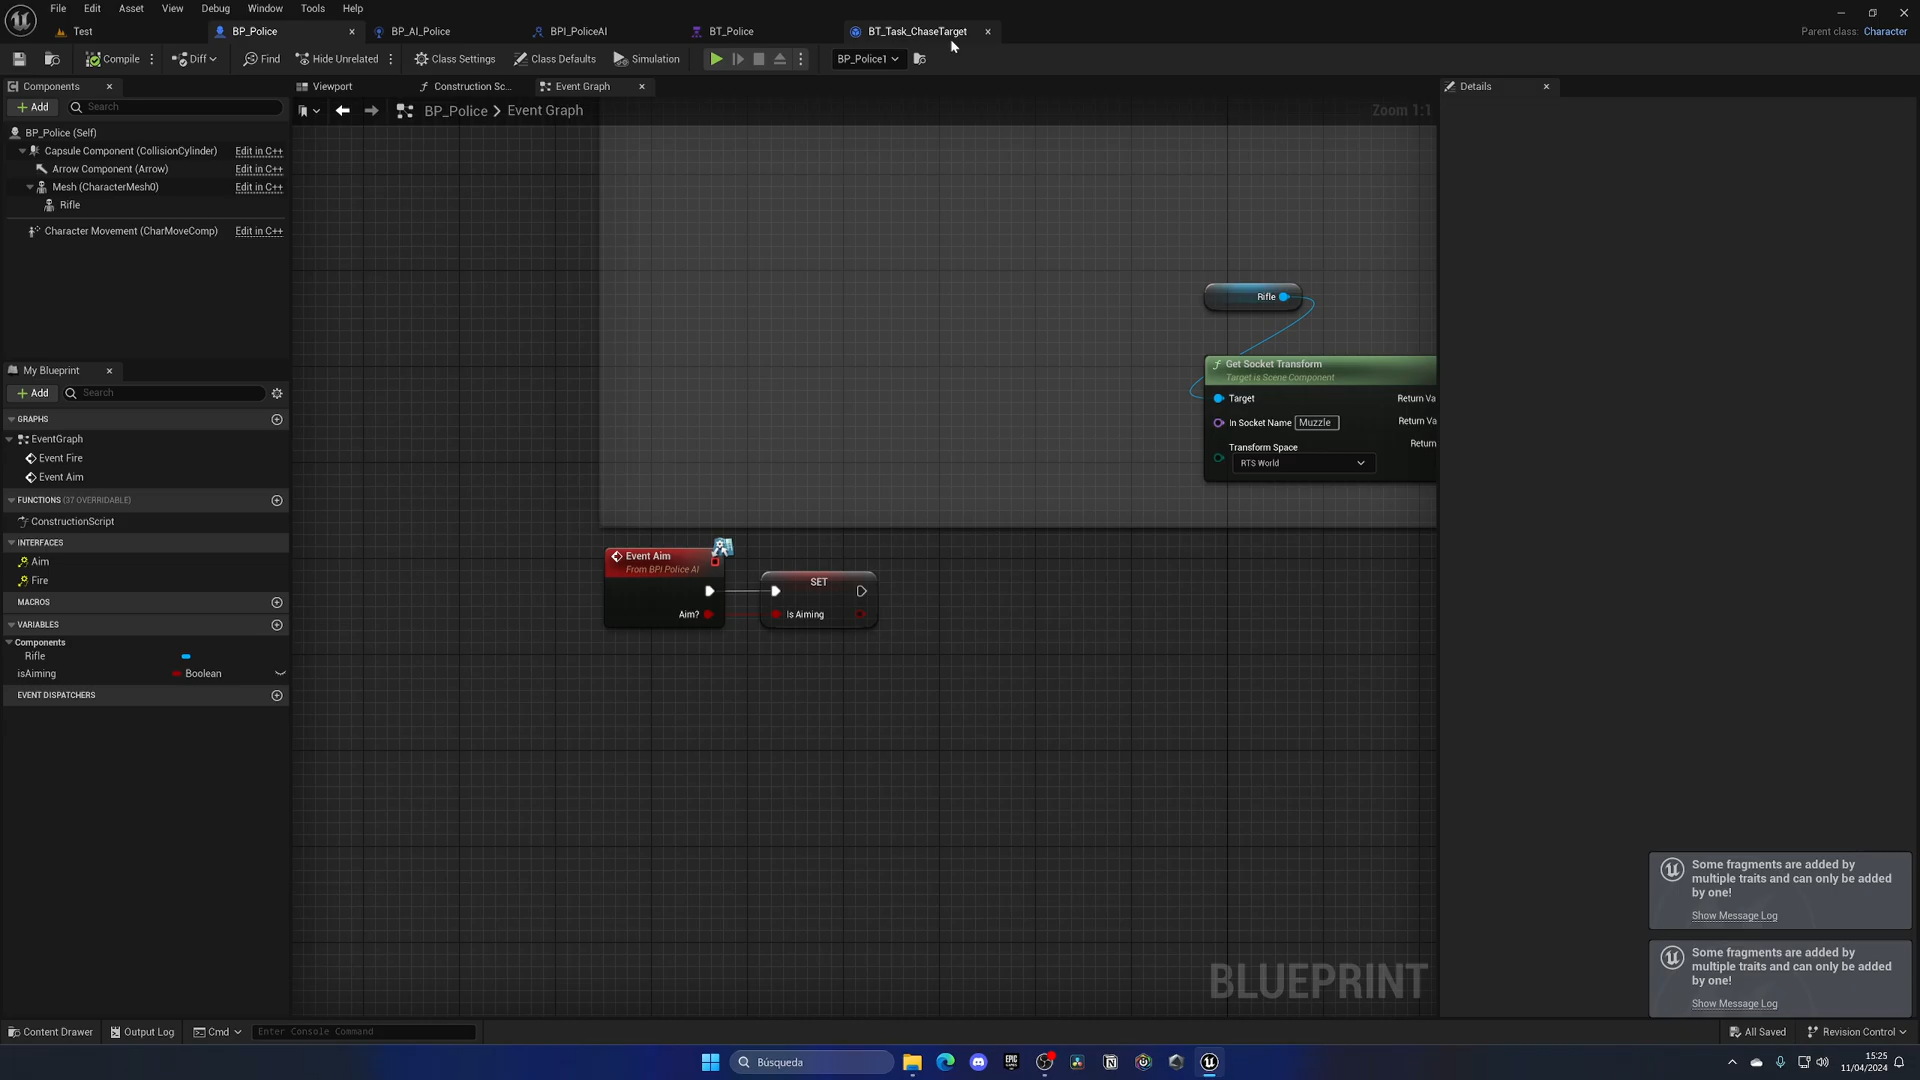 File Edit Asset View Debug Window Tools Help
Test BP_Police BP_AI_Police BPI_PoliceAI BT_Police BT_Task_ChaseTarget Parent class: Character
Compile Diff Find Hide Unrelated Class Settings Class Defaults Simulation BP_Police1
Components
Add Search
BP_Police (Self)
Capsule Component (CollisionCylinder) Edit in C++
Arrow Component (Arrow) Edit in C++
Mesh (CharacterMesh0) Edit in C++
Rifle
Character Movement (CharMoveComp) Edit in C++
My Blueprint
Add Search
GRAPHS
EventGraph
Event Fire
Event Aim
FUNCTIONS (37 OVERRIDABLE)
ConstructionScript
INTERFACES
Aim
Fire
MACROS
VARIABLES
Components
Rifle
isAiming Boolean
EVENT DISPATCHERS
Viewport Construction Sc... Event Graph
BP_Police > Event Graph Zoom 1:1
Rifle
Get Socket Transform
Target is Scene Component
Target Return Va
In Socket Name Muzzle Return Va
Transform Space Return
RTS World
Event Aim
From BPI Police AI
Aim?
SET
Is Aiming
BLUEPRINT
Details
Some fragments are added by
multiple traits and can only be added
by one!
Show Message Log
Some fragments are added by
multiple traits and can only be added
by one!
Show Message Log
Content Drawer Output Log Cmd Enter Console Command All Saved Revision Control
Búsqueda
EPIC GAMES
15:25
11/04/2024